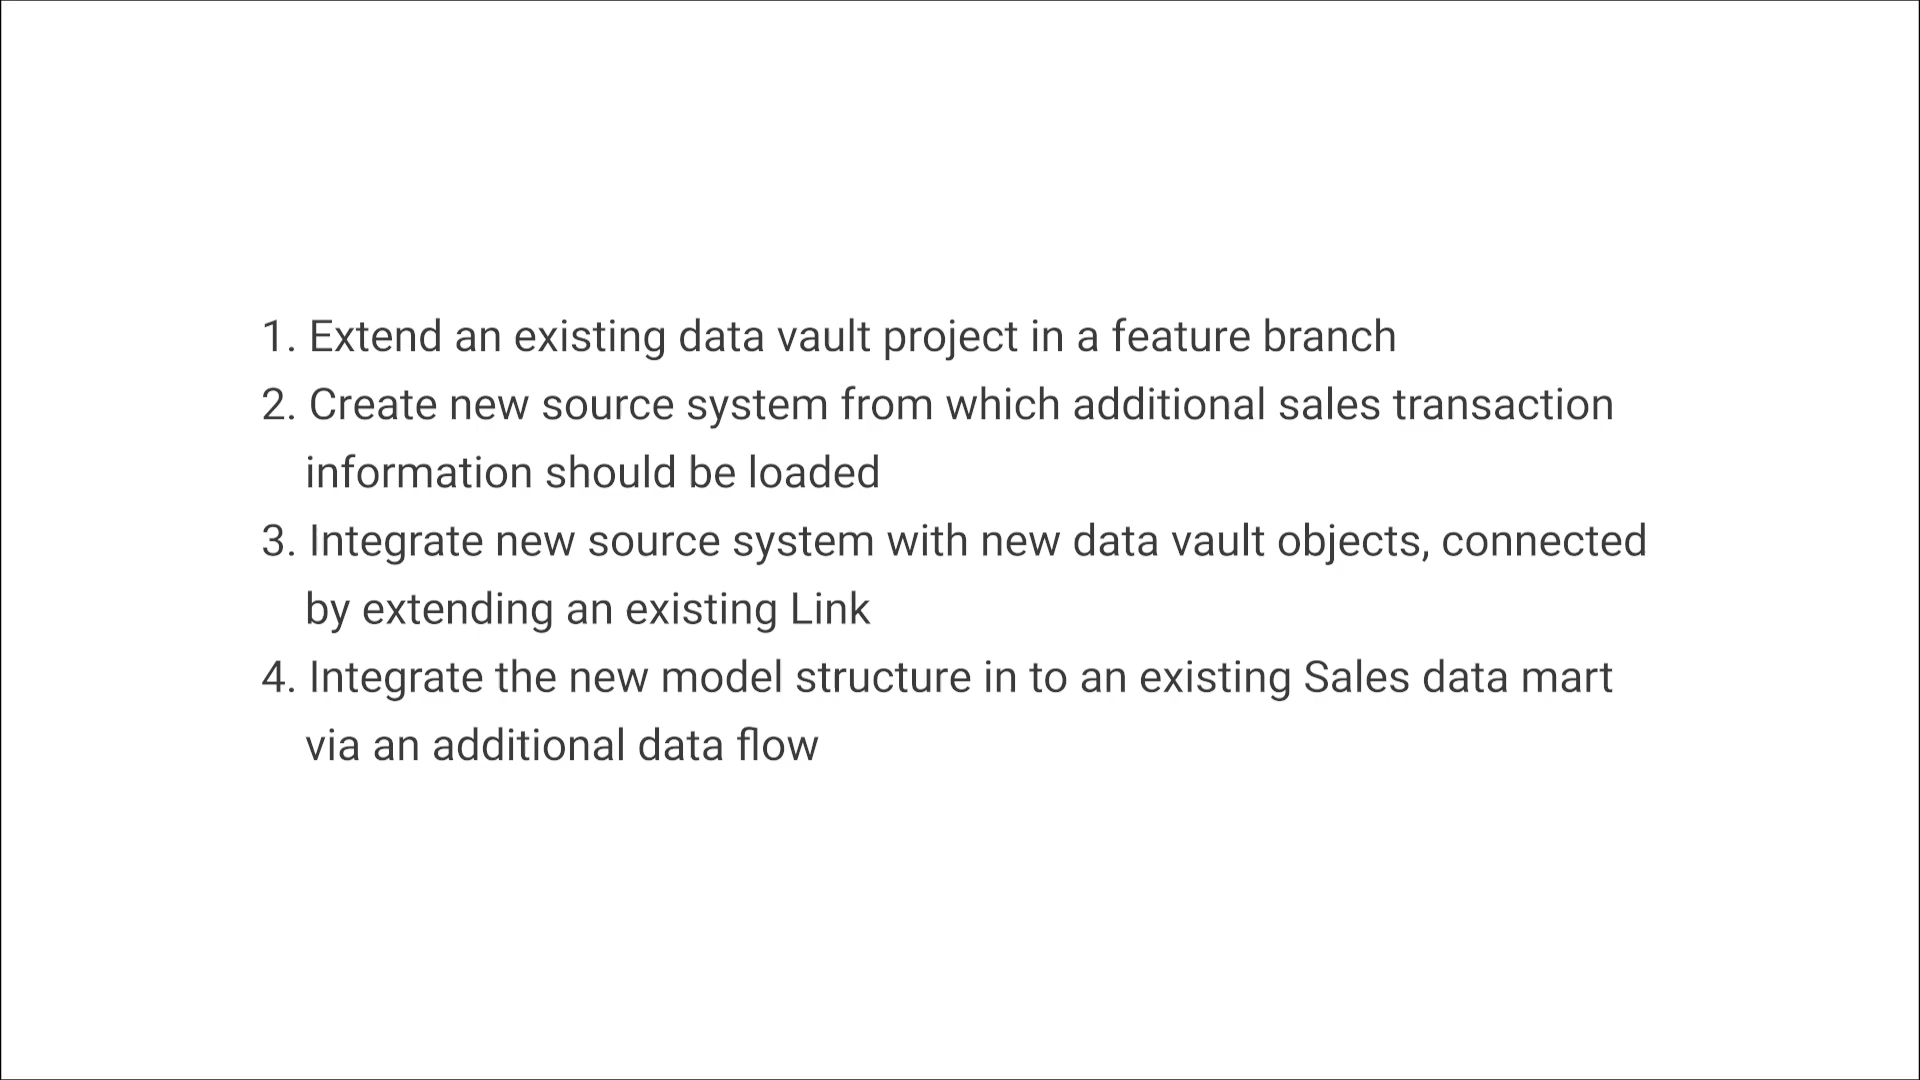 1. Extend an existing data vault project in a feature branch
2. Create new source system from which additional sales transaction
information should be loaded
3. Integrate new source system with new data vault objects, connected
by extending an existing Link
4. Integrate the new model structure in to an existing Sales data mart
via an additional data flow